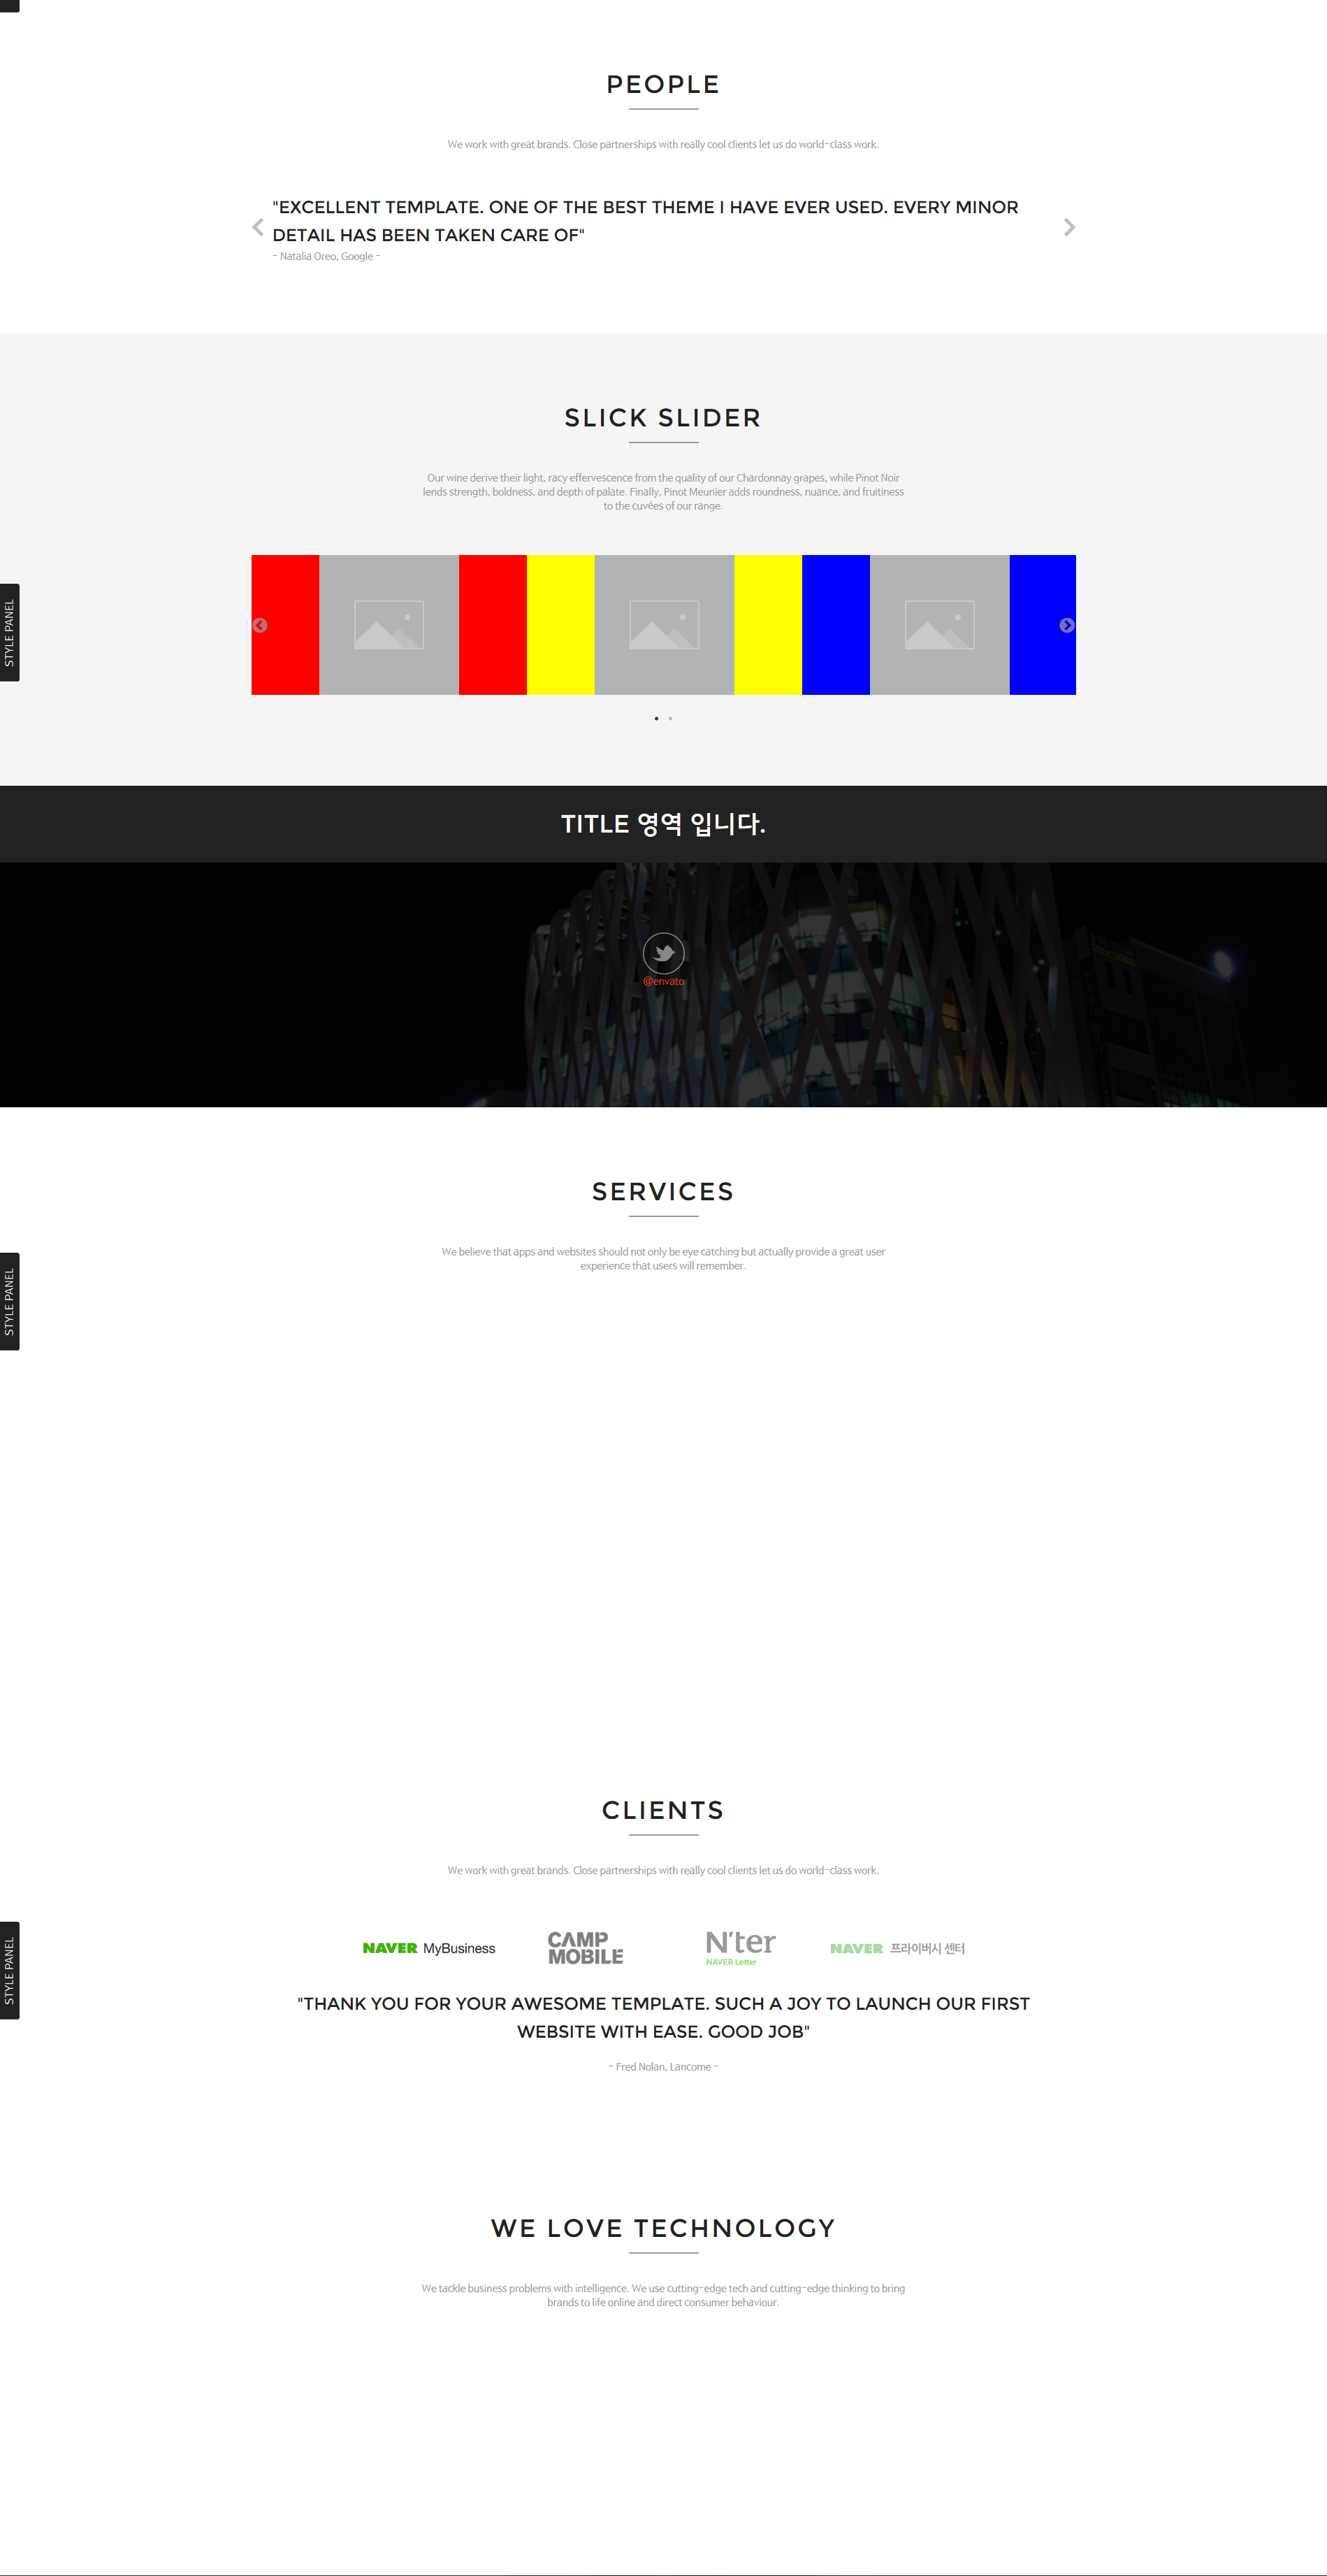 PEOPLE
We work with great brands. Close partnerships with really cool clients let us do world-class work.
"EXCELLENT TEMPLATE. ONE OF THE BEST THEME I HAVE EVER USED. EVERY MINOR
DETAIL HAS BEEN TAKEN CARE OF"
- Natalia Oreo, Google -
SLICK SLIDER
Our wine derive their light, racy effervescence from the quality of our Chardonnay grapes, while Pinot Noir
lends strength, boldness, and depth of palate. Finally, Pinot Meunier adds roundness, nuance, and fruitiness
to the cuvées of our range.
STYLE PANEL
TITLE 영역 입니다.
@envato
SERVICES
We believe that apps and websites should not only be eye catching but actually provide a great user
experience that users will remember.
STYLE PANEL
CLIENTS
We work with great brands. Close partnerships with really cool clients let us do world-class work.
NAVER MyBusiness
CAMP
MOBILE
N'ter
NAVER Letter
NAVER 프라이버시 센터
STYLE PANEL
"THANK YOU FOR YOUR AWESOME TEMPLATE. SUCH A JOY TO LAUNCH OUR FIRST
WEBSITE WITH EASE. GOOD JOB"
- Fred Nolan, Lancome -
WE LOVE TECHNOLOGY
We tackle business problems with intelligence. We use cutting-edge tech and cutting-edge thinking to bring
brands to life online and direct consumer behaviour.